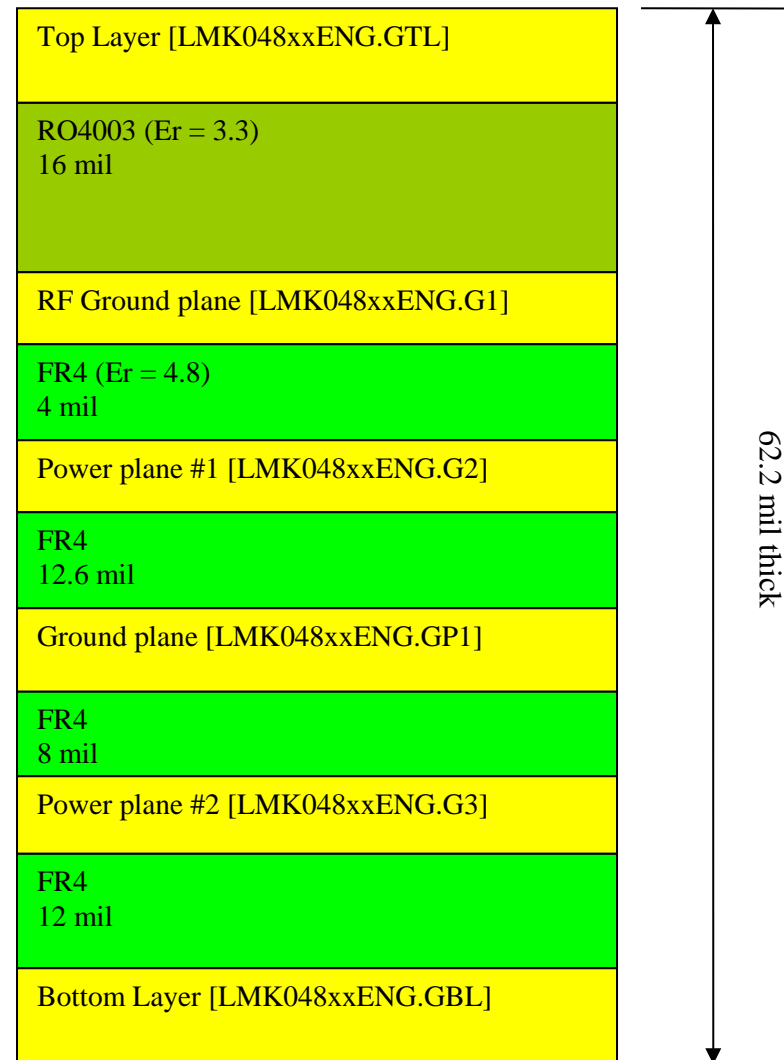 Top Layer [LMK048xxENG.GTL]
RO4003 (Er = 3.3)
16 mil
RF Ground plane [LMK048xxENG.G1]
FR4 (Er = 4.8)
4 mil
Power plane #1 [LMK048xxENG.G2]
FR4
12.6 mil
Ground plane [LMK048xxENG.GP1]
FR4
8 mil
Power plane #2 [LMK048xxENG.G3]
FR4
12 mil
Bottom Layer [LMK048xxENG.GBL]
62.2 mil thick